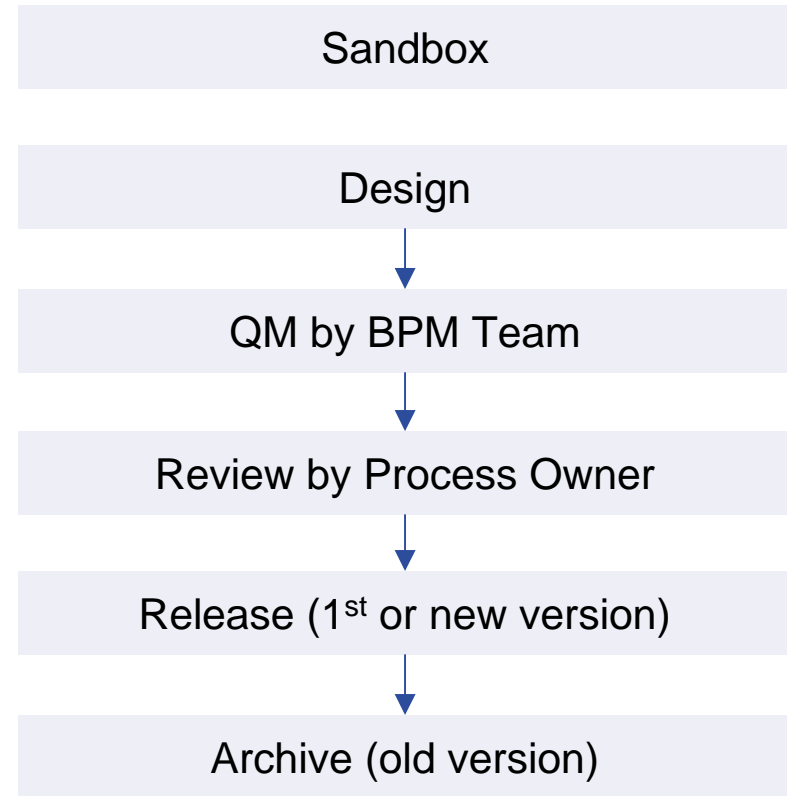 Sandbox
Design
QM by BPM Team
Review by Process Owner
Release (1st or new version)
Archive (old version)